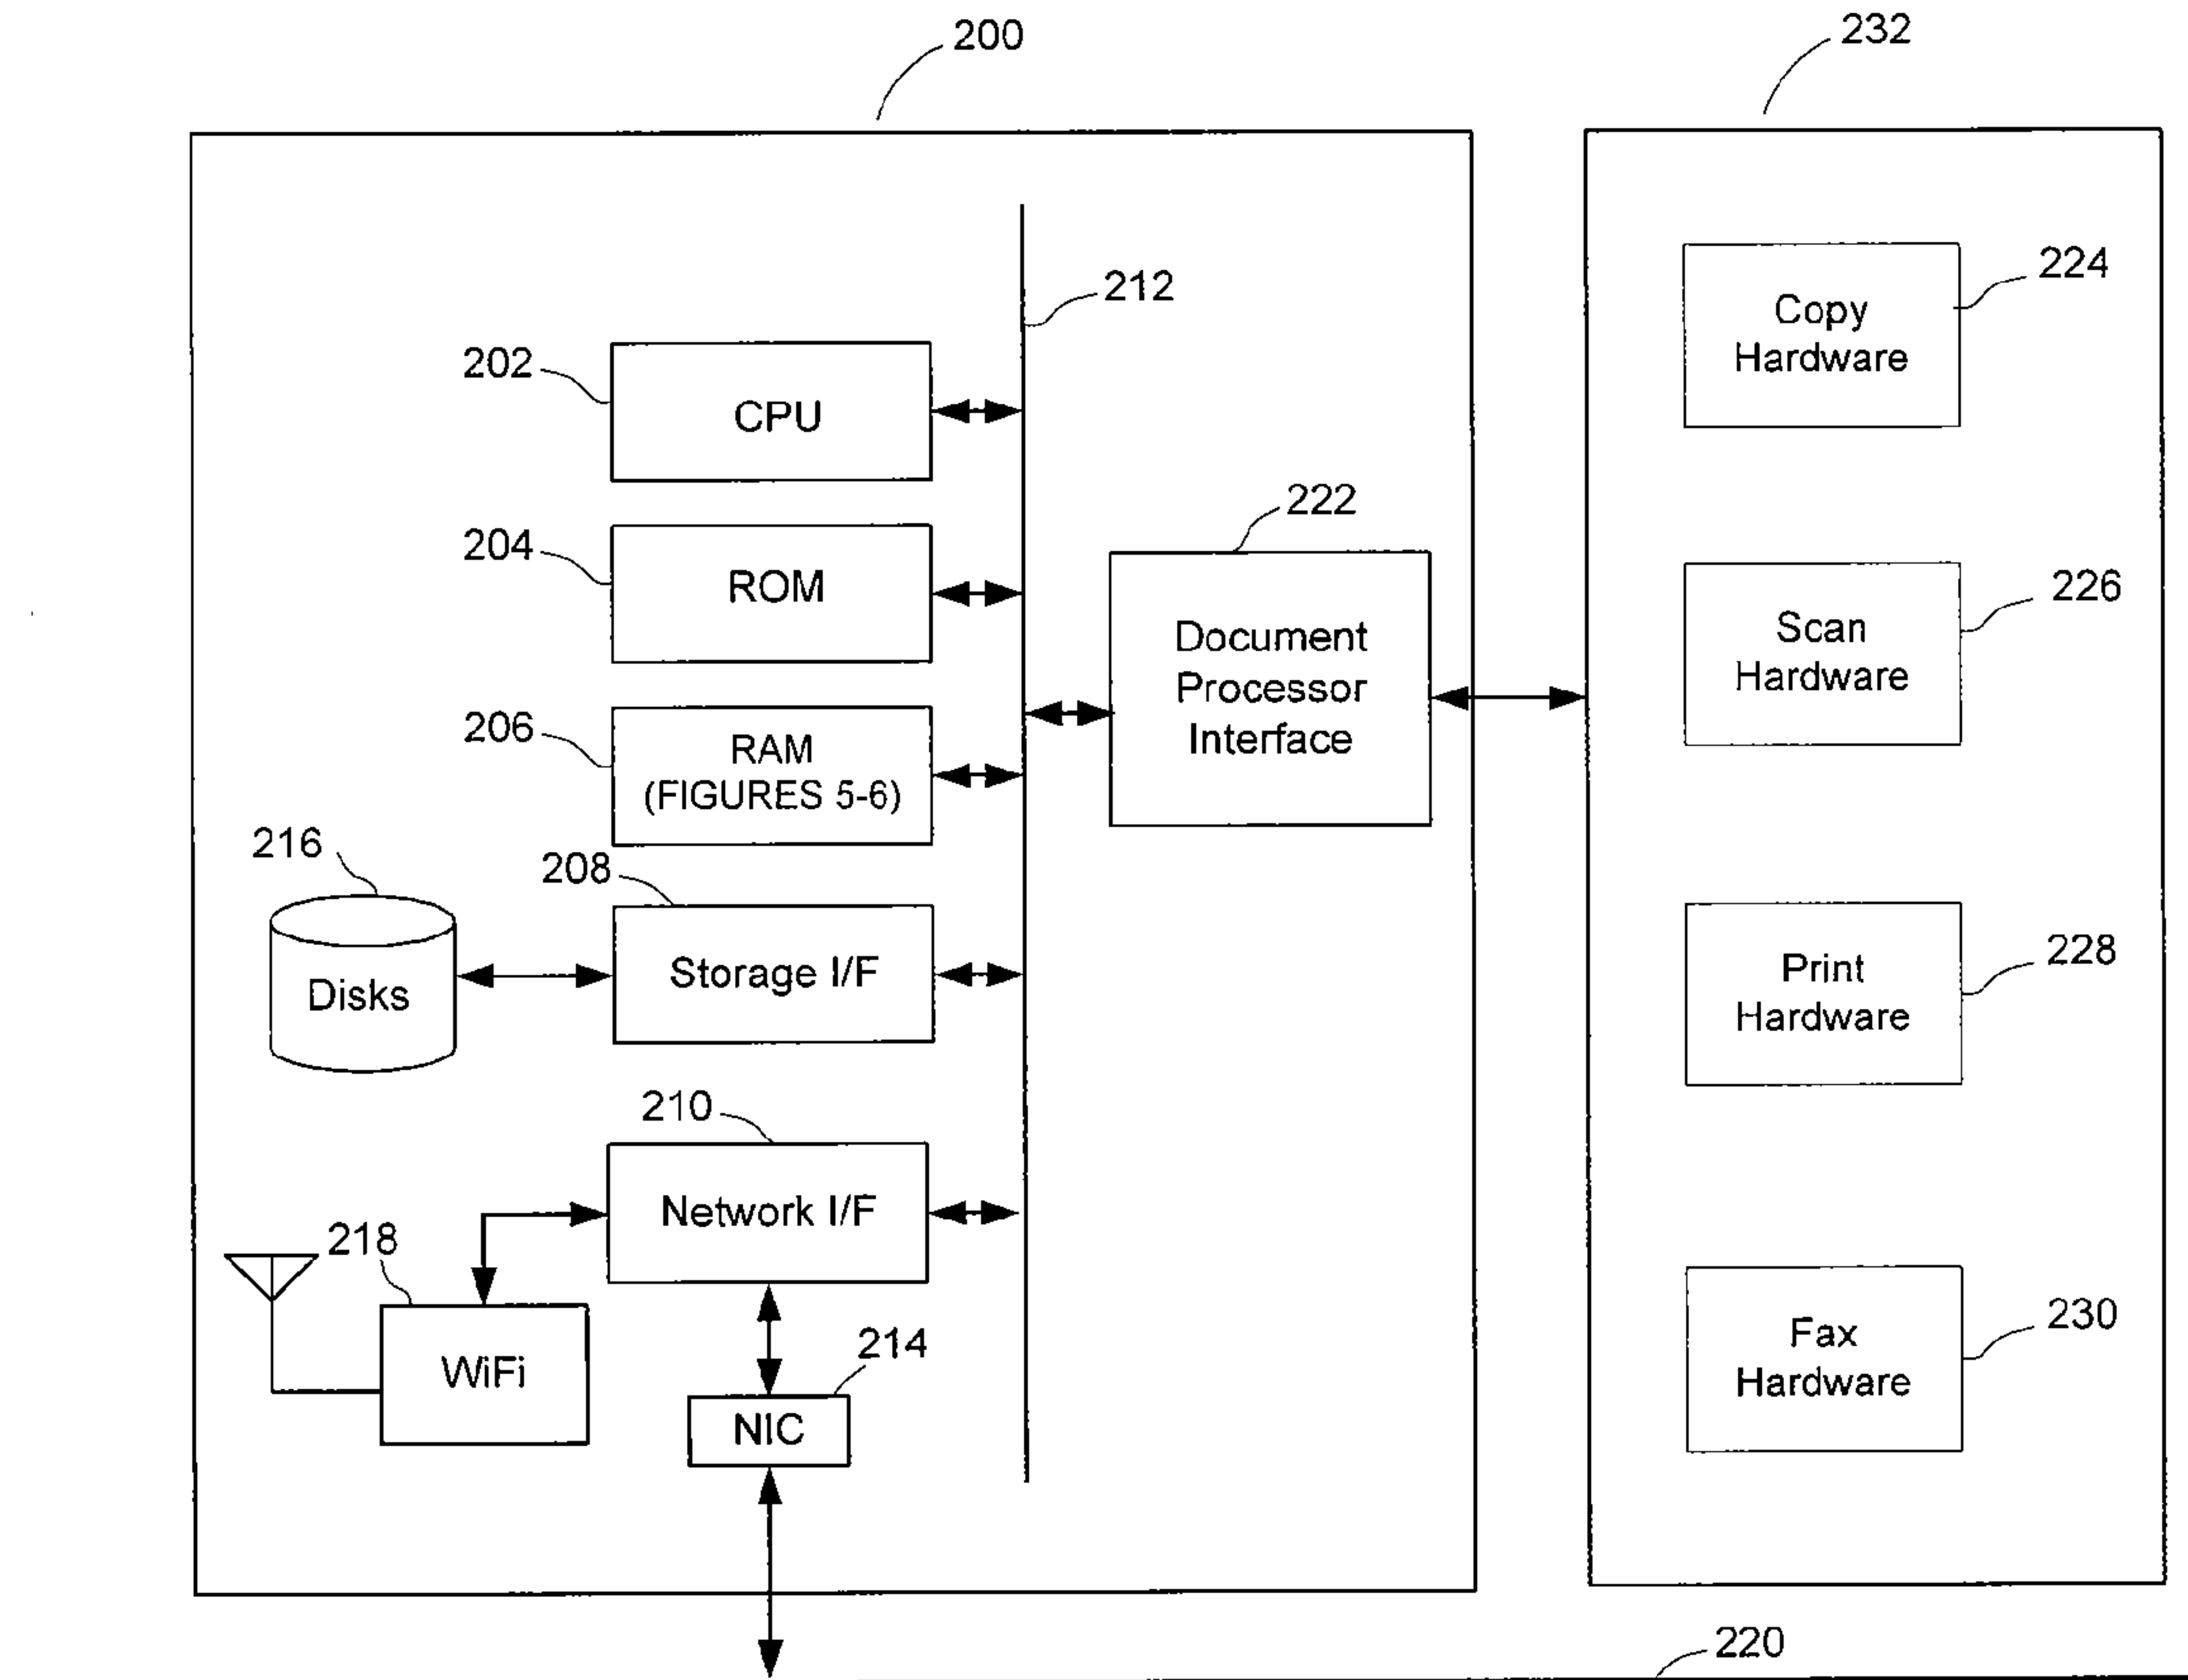 200
232
212
224
Copy
Hardware
202
CPU
222
204
ROM
226
Scan
Hardware
Document
Processor
Interface
206
RAM
(FIGURES 5-6)
216
208
Disks
Storage I/F
228
Print
Hardware
210
Network I/F
218
WiFi
214
NIC
230
Fax
Hardware
220